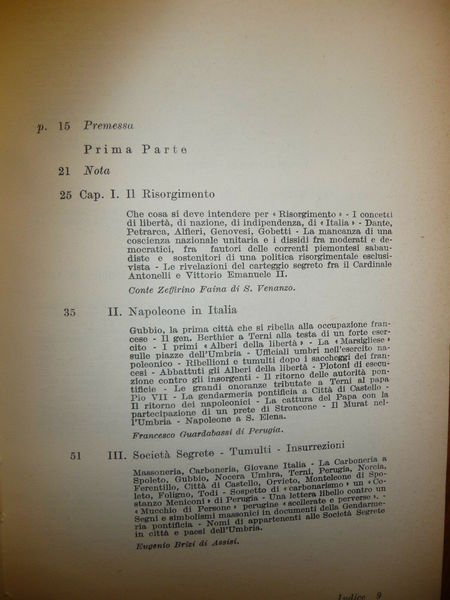 p. 15 Premessa
Prima Parte
21 Nota
25 Cap. I. Il Risorgimento
Che cosa si deve intendere per « Risorgimento » - I concetti
di libertà, di nazione, di indipendenza, di « Italia » - Dante,
Petrarca, Alfieri, Genovesi, Gobetti - La mancanza di una
coscienza nazionale unitaria e i dissidi fra moderati e de-
mocratici, fra fautori delle correnti piemontesi sabau-
diste e sostenitori di una politica risorgimentale esclusi-
vista - Le rivelazioni del carteggio segreto fra il Cardinale
Antonelli e Vittorio Emanuele II.
Conte Zeffirino Faina di S. Venanzo.
35 II. Napoleone in Italia
Gubbio, la prima città che si ribella alla occupazione fran-
cese - Il gen. Berthier a Terni alla testa di un forte eser-
cito - I primi « Alberi della libertà » - La « Marsigliese »
sulle piazze dell'Umbria - Ufficiali umbri nell'esercito na-
poleonico - Ribellioni e tumulti dopo i saccheggi dei fran-
cesi - Abbattuti gli Alberi della libertà - Plotoni di esecu-
zione contro gli insorgenti - Il ritorno delle autorità pon-
tificie - Le grandi onoranze tributate a Terni al papa
Pio VII - La gendarmeria pontificia a Città di Castello -
Il ritorno dei napoleonici - La cattura del Papa con la
partecipazione di un prete di Stroncone - Il Murat nel-
l'Umbria - Napoleone a S. Elena.
Francesco Guardabassi di Perugia.
51 III. Società Segrete - Tumulti - Insurrezioni
Massoneria, Carboneria, Giovane Italia - La Carboneria a
Spoleto, Gubbio, Nocera Umbra, Terni, Perugia, Norcia,
Ferentillo, Città di Castello, Orvieto, Monteleone di Spo-
leto, Foligno, Todi - Sospetto di « carbonarismo » un « Co-
stanzo Meniconi » di Perugia - Una lettera libello contro un
« Mucchio di Persone » perugine « scellerate e perverse ». -
Segni e simbolismi massonici in documenti della Gendarme-
ria pontificia - Nomi di appartenenti alle Società Segrete
in città e paesi dell'Umbria.
Eugenio Brizi di Assisi.
Indice 9